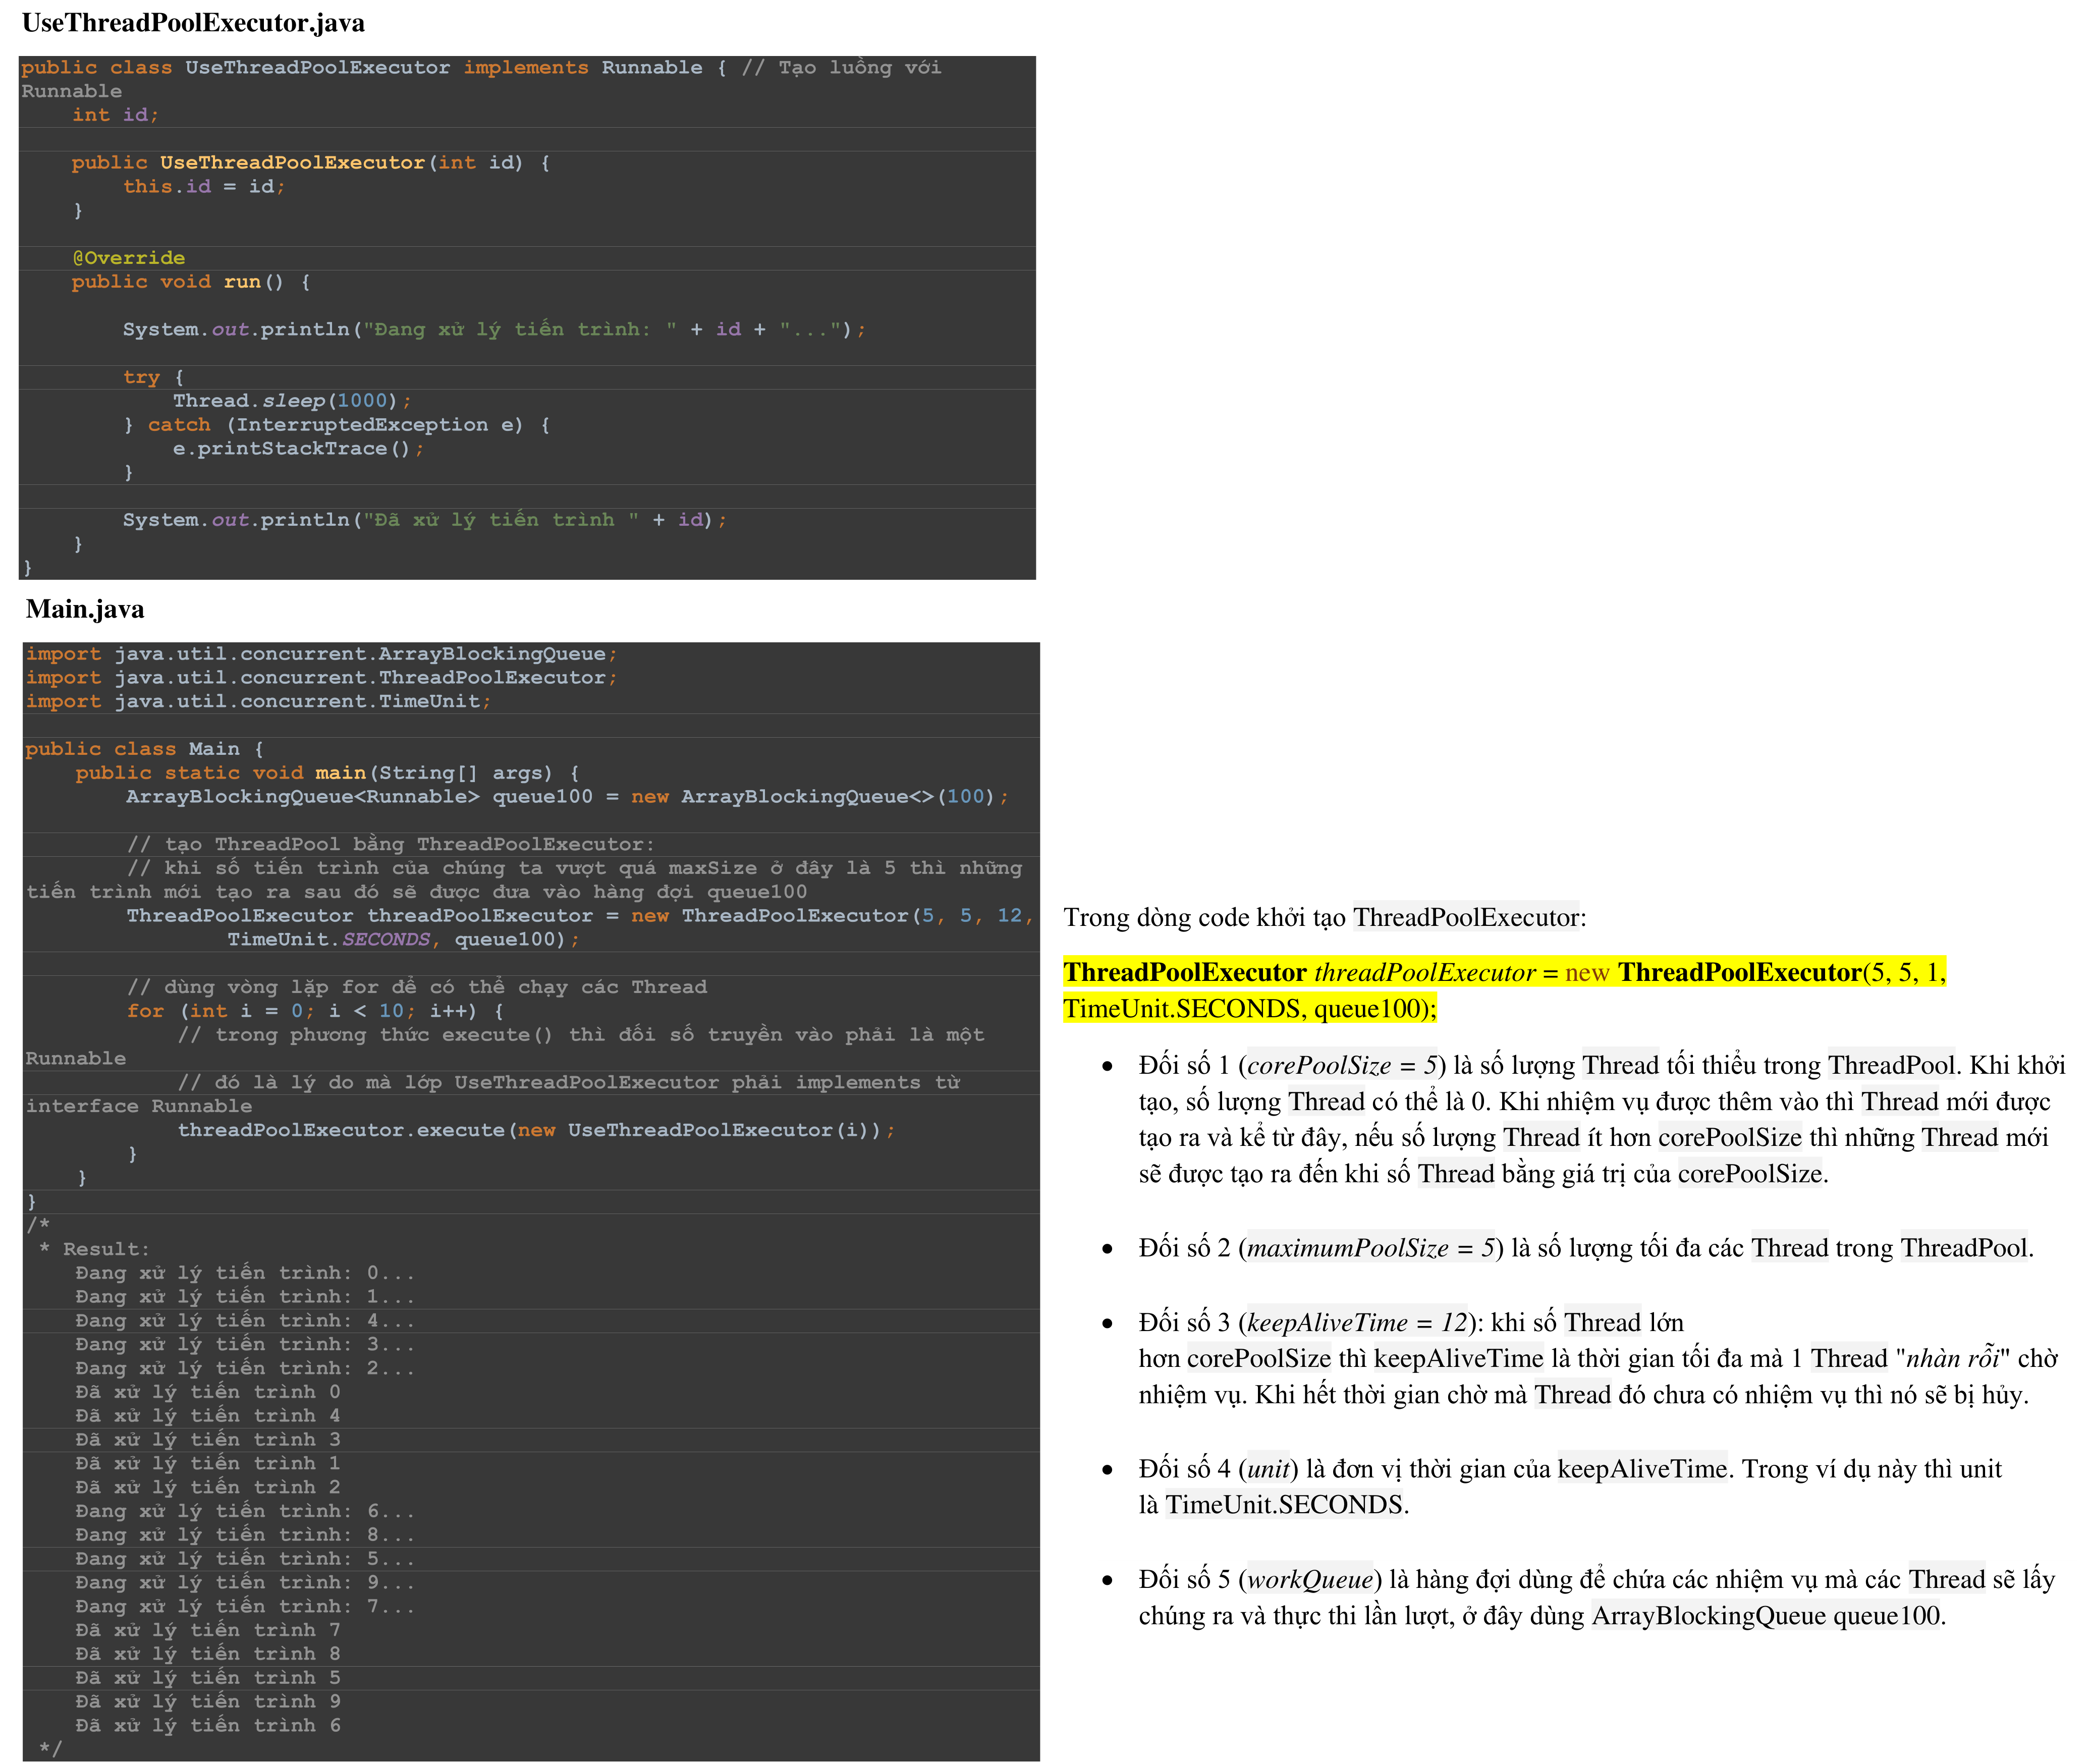 UseThreadPoolExecutor.java
public class UseThreadPoolExecutor implements Runnable { // Tạo luồng với
Runnable
    int id;

    public UseThreadPoolExecutor(int id) {
        this.id = id;
    }

    @Override
    public void run() {

        System.out.println("Đang xử lý tiến trình: " + id + "...");

        try {
            Thread.sleep(1000);
        } catch (InterruptedException e) {
            e.printStackTrace();
        }

        System.out.println("Đã xử lý tiến trình " + id);
    }
}
Main.java
import java.util.concurrent.ArrayBlockingQueue;
import java.util.concurrent.ThreadPoolExecutor;
import java.util.concurrent.TimeUnit;

public class Main {
    public static void main(String[] args) {
        ArrayBlockingQueue<Runnable> queue100 = new ArrayBlockingQueue<>(100);

        // tạo ThreadPool bằng ThreadPoolExecutor:
        // khi số tiến trình của chúng ta vượt quá maxSize ở đây là 5 thì những
tiến trình mới tạo ra sau đó sẽ được đưa vào hàng đợi queue100
        ThreadPoolExecutor threadPoolExecutor = new ThreadPoolExecutor(5, 5, 12,
                TimeUnit.SECONDS, queue100);

        // dùng vòng lặp for để có thể chạy các Thread
        for (int i = 0; i < 10; i++) {
            // trong phương thức execute() thì đối số truyền vào phải là một
Runnable
            // đó là lý do mà lớp UseThreadPoolExecutor phải implements từ
interface Runnable
            threadPoolExecutor.execute(new UseThreadPoolExecutor(i));
        }
    }
}
/*
 * Result:
    Đang xử lý tiến trình: 0...
    Đang xử lý tiến trình: 1...
    Đang xử lý tiến trình: 4...
    Đang xử lý tiến trình: 3...
    Đang xử lý tiến trình: 2...
    Đã xử lý tiến trình 0
    Đã xử lý tiến trình 4
    Đã xử lý tiến trình 3
    Đã xử lý tiến trình 1
    Đã xử lý tiến trình 2
    Đang xử lý tiến trình: 6...
    Đang xử lý tiến trình: 8...
    Đang xử lý tiến trình: 5...
    Đang xử lý tiến trình: 9...
    Đang xử lý tiến trình: 7...
    Đã xử lý tiến trình 7
    Đã xử lý tiến trình 8
    Đã xử lý tiến trình 5
    Đã xử lý tiến trình 9
    Đã xử lý tiến trình 6
 */
Trong dòng code khởi tạo ThreadPoolExecutor:
ThreadPoolExecutor threadPoolExecutor = new ThreadPoolExecutor(5, 5, 1,
TimeUnit.SECONDS, queue100);
• Đối số 1 (corePoolSize = 5) là số lượng Thread tối thiểu trong ThreadPool. Khi khởi
tạo, số lượng Thread có thể là 0. Khi nhiệm vụ được thêm vào thì Thread mới được
tạo ra và kể từ đây, nếu số lượng Thread ít hơn corePoolSize thì những Thread mới
sẽ được tạo ra đến khi số Thread bằng giá trị của corePoolSize.
• Đối số 2 (maximumPoolSize = 5) là số lượng tối đa các Thread trong ThreadPool.
• Đối số 3 (keepAliveTime = 12): khi số Thread lớn
hơn corePoolSize thì keepAliveTime là thời gian tối đa mà 1 Thread "nhàn rỗi" chờ
nhiệm vụ. Khi hết thời gian chờ mà Thread đó chưa có nhiệm vụ thì nó sẽ bị hủy.
• Đối số 4 (unit) là đơn vị thời gian của keepAliveTime. Trong ví dụ này thì unit
là TimeUnit.SECONDS.
• Đối số 5 (workQueue) là hàng đợi dùng để chứa các nhiệm vụ mà các Thread sẽ lấy
chúng ra và thực thi lần lượt, ở đây dùng ArrayBlockingQueue queue100.